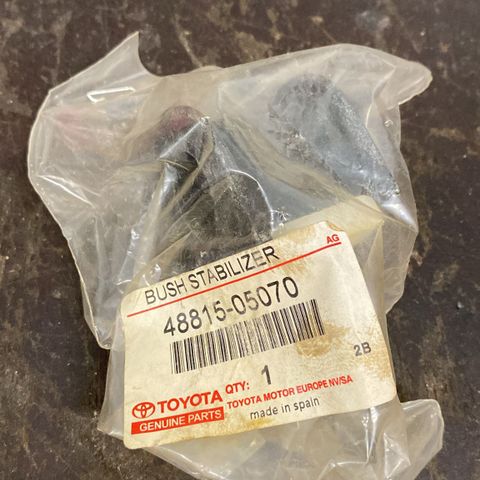 AG
BUSH STABILIZER
48815-05070
2B
TOYOTA QTY: 1
GENUINE PARTS TOYOTA MOTOR EUROPE NV/SA
made in spain